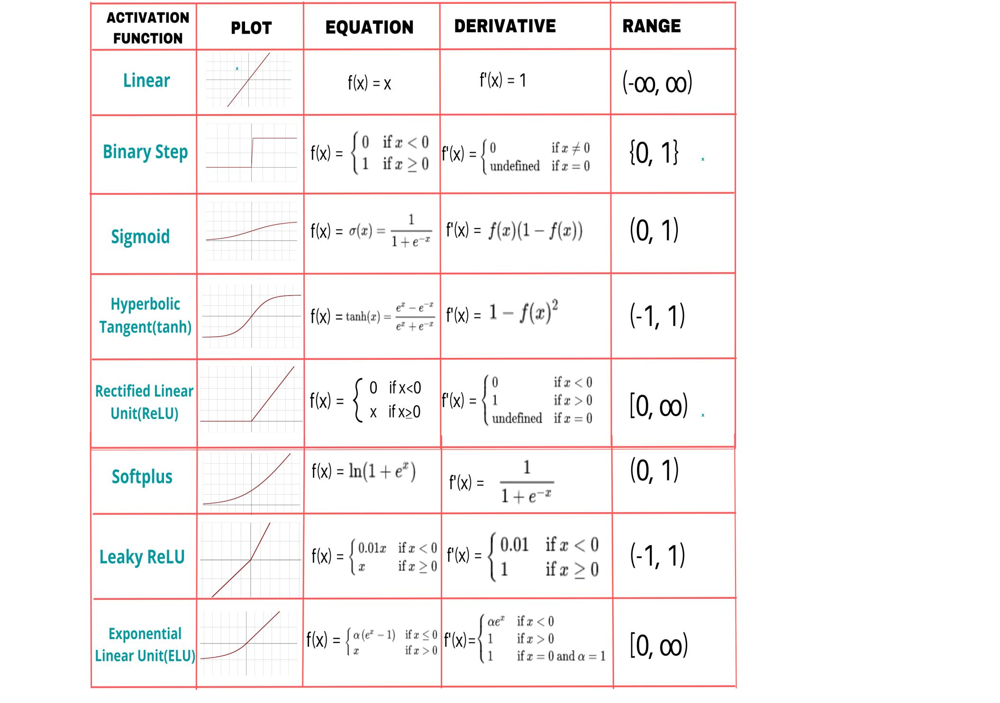 ACTIVATION FUNCTION PLOT EQUATION DERIVATIVE RANGE
Linear x f(x) = x f'(x) = 1 (-∞, ∞)
Binary Step f(x) = { 0 if x < 0 f'(x) = { 0 if x ≠ 0 {0, 1} x
1 if x ≥ 0 undefined if x = 0
Sigmoid f(x) = σ(x) = 1 / (1 + e^{-x}) f'(x) = f(x)(1 − f(x)) (0, 1)
Hyperbolic Tangent(tanh) f(x) = tanh(x) = (e^x − e^{-x}) / (e^x + e^{-x}) f'(x) = 1 − f(x)^2 (-1, 1)
Rectified Linear Unit(ReLU) f(x) = { 0 if x<0 f'(x) = { 0 if x < 0 [0, ∞) x
x if x≥0 1 if x > 0
undefined if x = 0
Softplus f(x) = ln(1 + e^x) f'(x) = 1 / (1 + e^{-x}) (0, 1)
Leaky ReLU f(x) = { 0.01x if x < 0 f'(x) = { 0.01 if x < 0 (-1, 1)
x if x ≥ 0 1 if x ≥ 0
Exponential Linear Unit(ELU) f(x) = { α(e^x − 1) if x ≤ 0 f'(x)= { αe^x if x < 0 [0, ∞)
x if x > 0 1 if x > 0
1 if x = 0 and α = 1